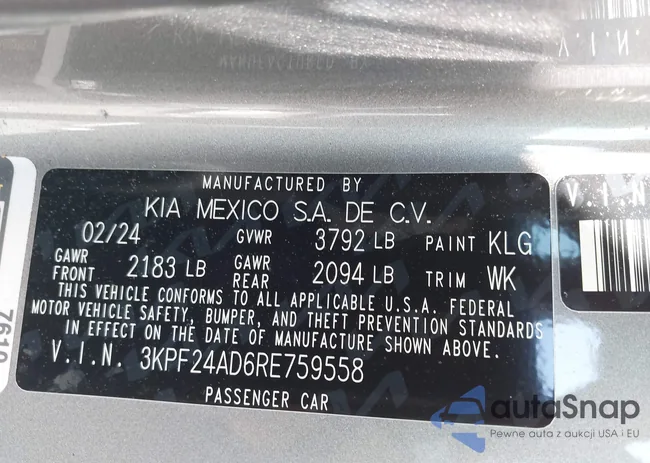 MANUFACTURED BY
KIA MEXICO S.A. DE C.V.
02/24 GVWR 3792 LB PAINT KLG
GAWR FRONT 2183 LB GAWR REAR 2094 LB TRIM WK
THIS VEHICLE CONFORMS TO ALL APPLICABLE U.S.A. FEDERAL
MOTOR VEHICLE SAFETY, BUMPER, AND THEFT PREVENTION STANDARDS
IN EFFECT ON THE DATE OF MANUFACTURE SHOWN ABOVE.
V.I.N. 3KPF24AD6RE759558
PASSENGER CAR
V.I.N.
autoSnap
Pewne auta z aukcji USA i EU